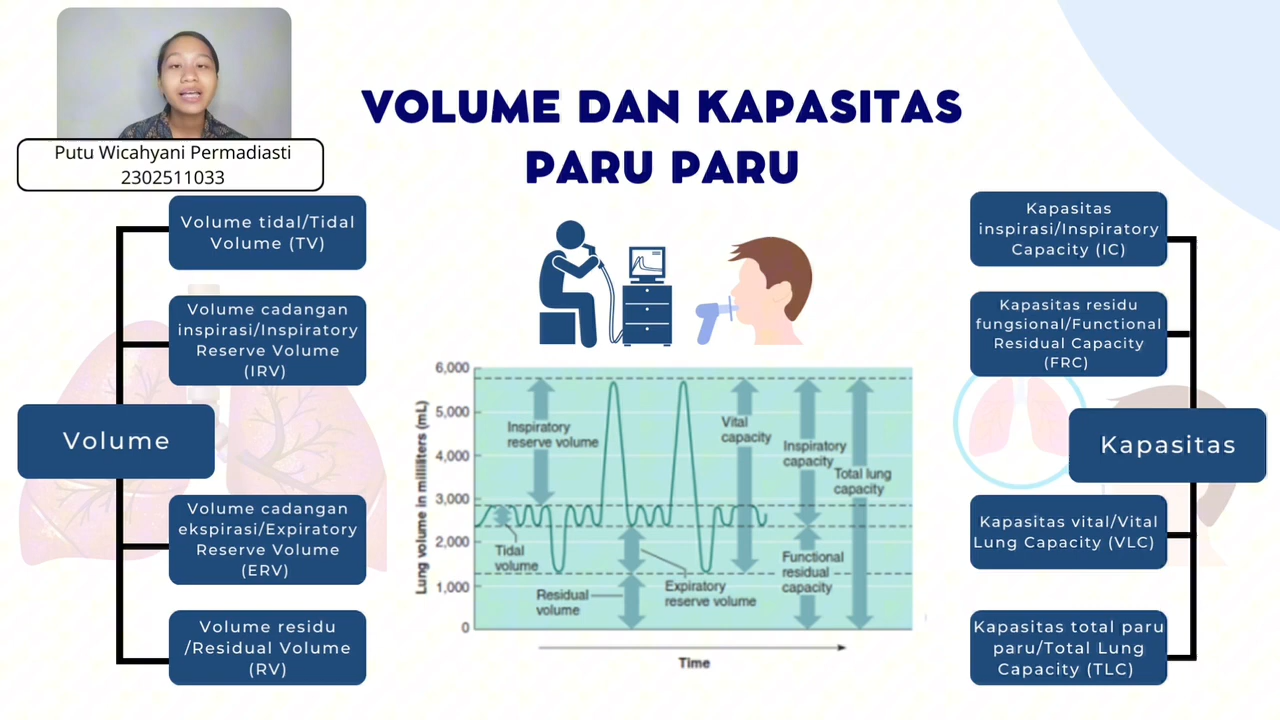 Putu Wicahyani Permadiasti
2302511033
VOLUME DAN KAPASITAS
PARU PARU
Volume tidal/Tidal
Volume (TV)
Volume cadangan
inspirasi/Inspiratory
Reserve Volume
(IRV)
Volume
Volume cadangan
ekspirasi/Expiratory
Reserve Volume
(ERV)
Volume residu
/Residual Volume
(RV)
Lung volume in milliliters (mL)
6,000
5,000
4,000
3,000
2,000
1,000
0
Inspiratory
reserve volume
Vital
capacity
Inspiratory
capacity
Total lung
capacity
Tidal
volume
Residual
volume
Expiratory
reserve volume
Functional
residual
capacity
Time
Kapasitas
inspirasi/Inspiratory
Capacity (IC)
Kapasitas residu
fungsional/Functional
Residual Capacity
(FRC)
Kapasitas
Kapasitas vital/Vital
Lung Capacity (VLC)
Kapasitas total paru
paru/Total Lung
Capacity (TLC)